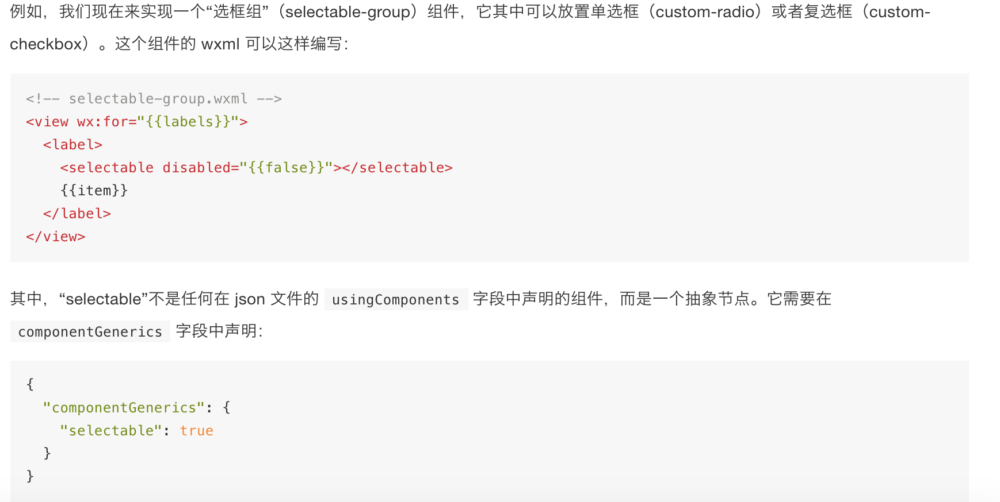 例如，我们现在来实现一个“选框组”（selectable-group）组件，它其中可以放置单选框（custom-radio）或者复选框（custom-
checkbox）。这个组件的 wxml 可以这样编写：
<!-- selectable-group.wxml -->
<view wx:for="{{labels}}">
  <label>
    <selectable disabled="{{false}}"></selectable>
    {{item}}
  </label>
</view>
其中，“selectable”不是任何在 json 文件的 usingComponents 字段中声明的组件，而是一个抽象节点。它需要在
componentGenerics 字段中声明：
{
  "componentGenerics": {
    "selectable": true
  }
}